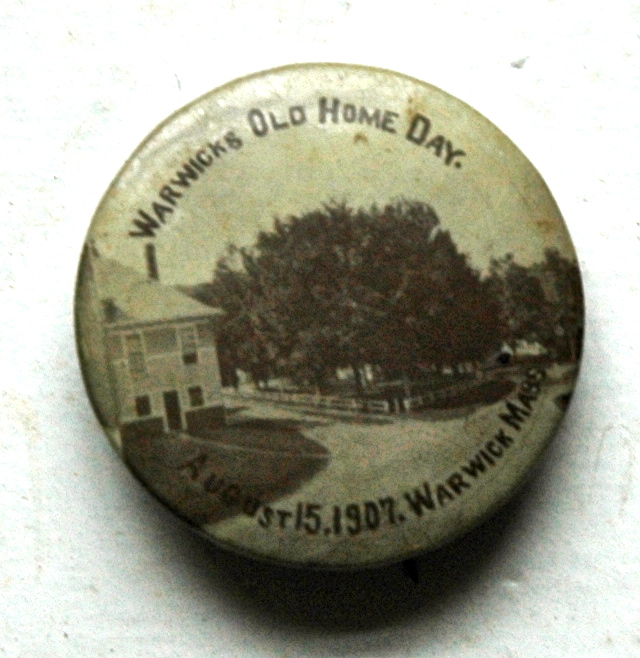 WARWICKS OLD HOME DAY.
AUGUST 15, 1907. WARWICK MASS